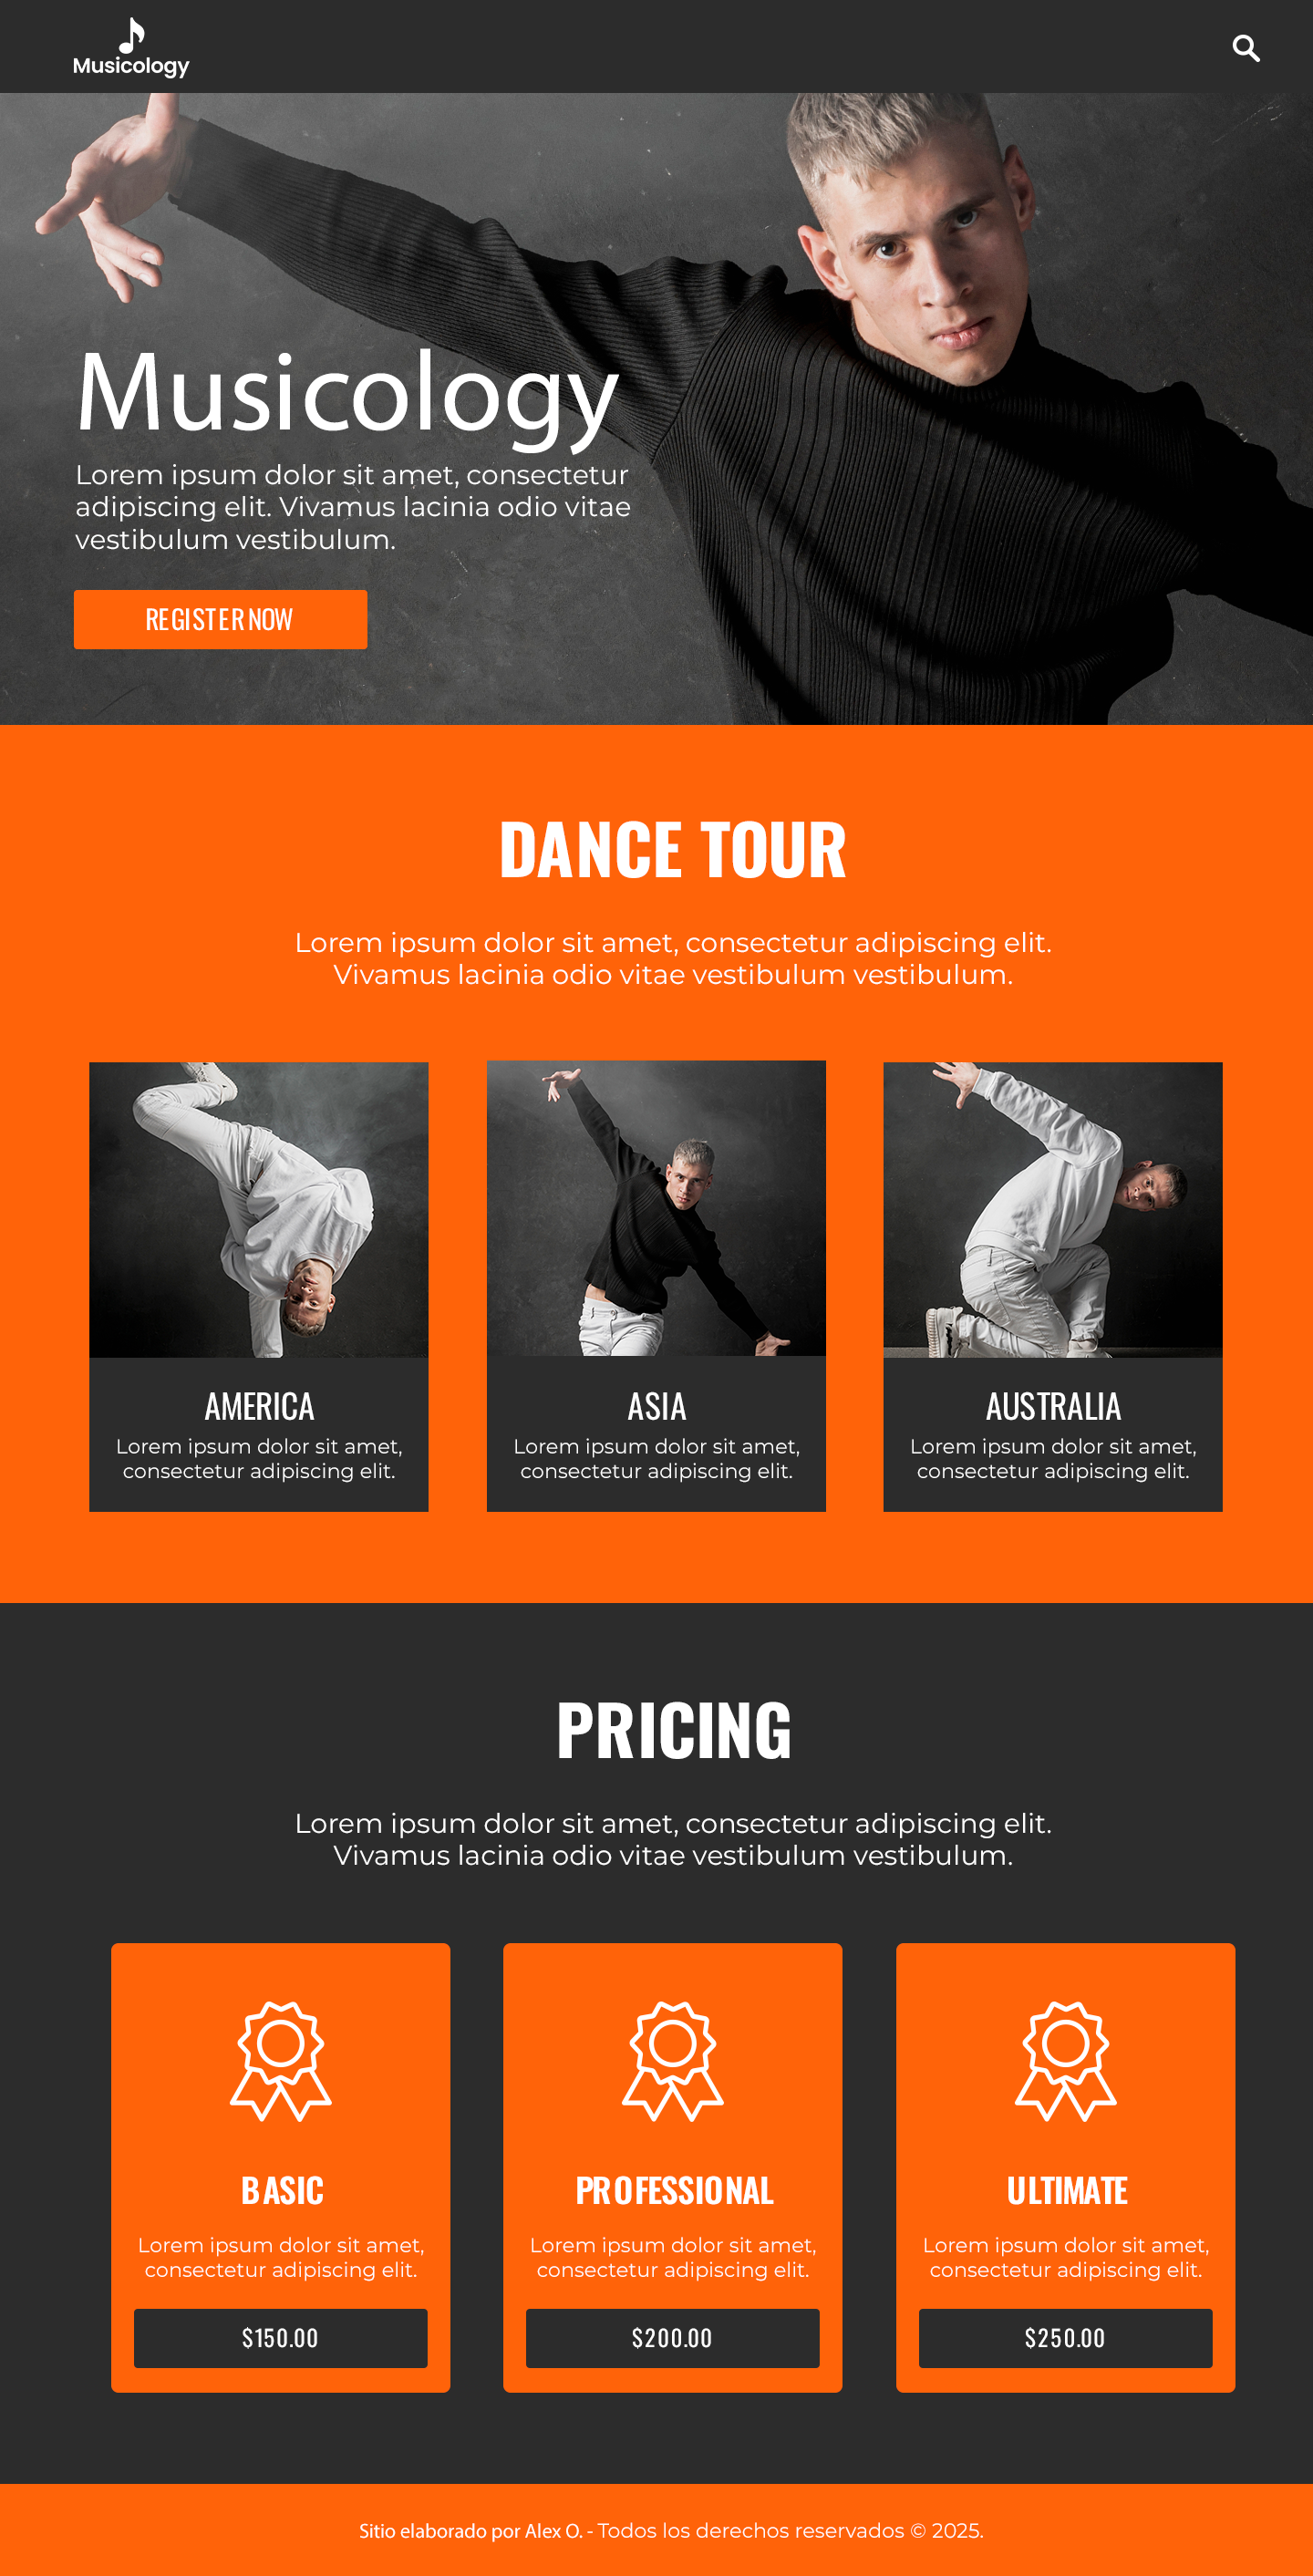 Musicology
Musicology
Lorem ipsum dolor sit amet, consectetur
adipiscing elit. Vivamus lacinia odio vitae
vestibulum vestibulum.
REGISTER NOW
DANCE TOUR
Lorem ipsum dolor sit amet, consectetur adipiscing elit.
Vivamus lacinia odio vitae vestibulum vestibulum.
AMERICA
Lorem ipsum dolor sit amet,
consectetur adipiscing elit.
ASIA
Lorem ipsum dolor sit amet,
consectetur adipiscing elit.
AUSTRALIA
Lorem ipsum dolor sit amet,
consectetur adipiscing elit.
PRICING
Lorem ipsum dolor sit amet, consectetur adipiscing elit.
Vivamus lacinia odio vitae vestibulum vestibulum.
BASIC
Lorem ipsum dolor sit amet,
consectetur adipiscing elit.
$150.00
PROFESSIONAL
Lorem ipsum dolor sit amet,
consectetur adipiscing elit.
$200.00
ULTIMATE
Lorem ipsum dolor sit amet,
consectetur adipiscing elit.
$250.00
Sitio elaborado por Alex O. - Todos los derechos reservados © 2025.